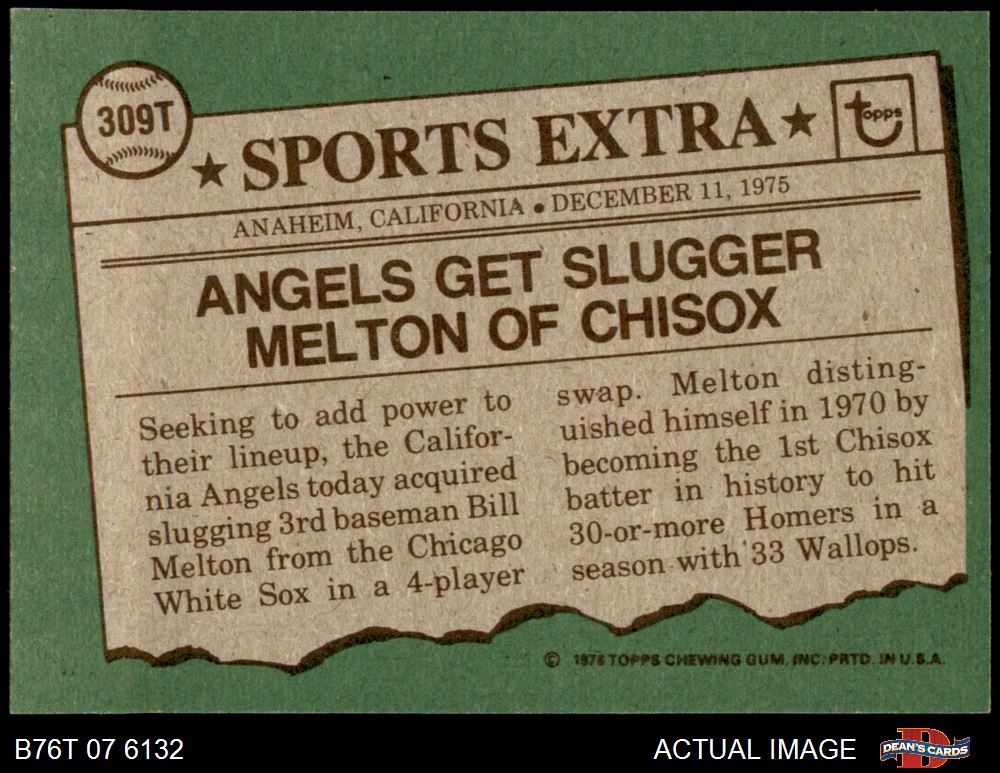 309T
★ SPORTS EXTRA ★
topps
ANAHEIM, CALIFORNIA • DECEMBER 11, 1975
ANGELS GET SLUGGER
MELTON OF CHISOX
Seeking to add power to
their lineup, the Califor-
nia Angels today acquired
slugging 3rd baseman Bill
Melton from the Chicago
White Sox in a 4-player
swap. Melton disting-
uished himself in 1970 by
becoming the 1st Chisox
batter in history to hit
30-or-more Homers in a
season with 33 Wallops.
© 1976 TOPPS CHEWING GUM, INC. PRTD. IN U.S.A.
B76T 07 6132
ACTUAL IMAGE
DEAN'S CARDS